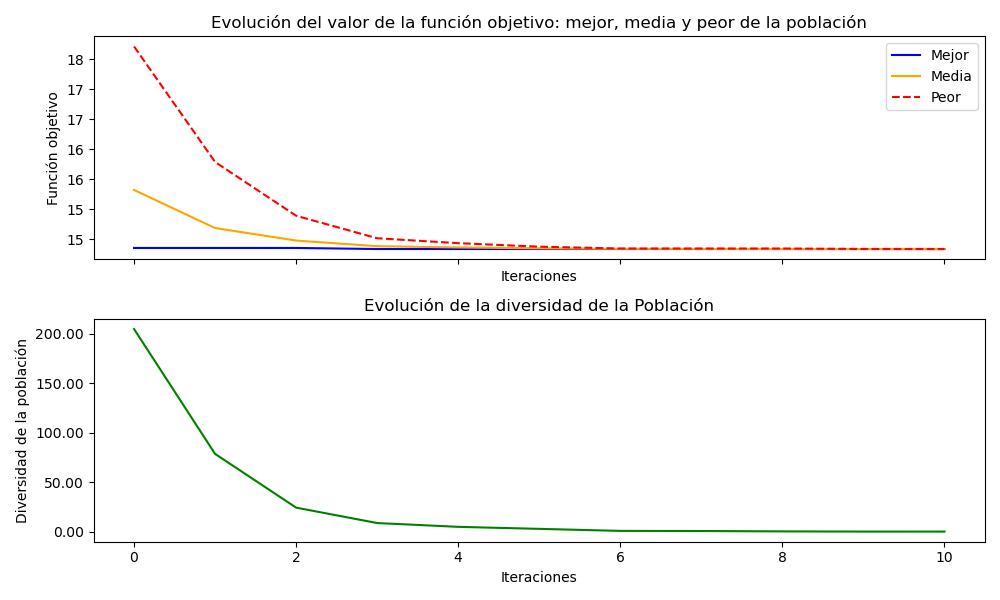 Evolución del valor de la función objetivo: mejor, media y peor de la población
18
17
17
16
16
15
15
Función objetivo
Mejor
Media
Peor
Iteraciones
Evolución de la diversidad de la Población
200.00
150.00
100.00
50.00
0.00
Diversidad de la población
0 2 4 6 8 10
Iteraciones